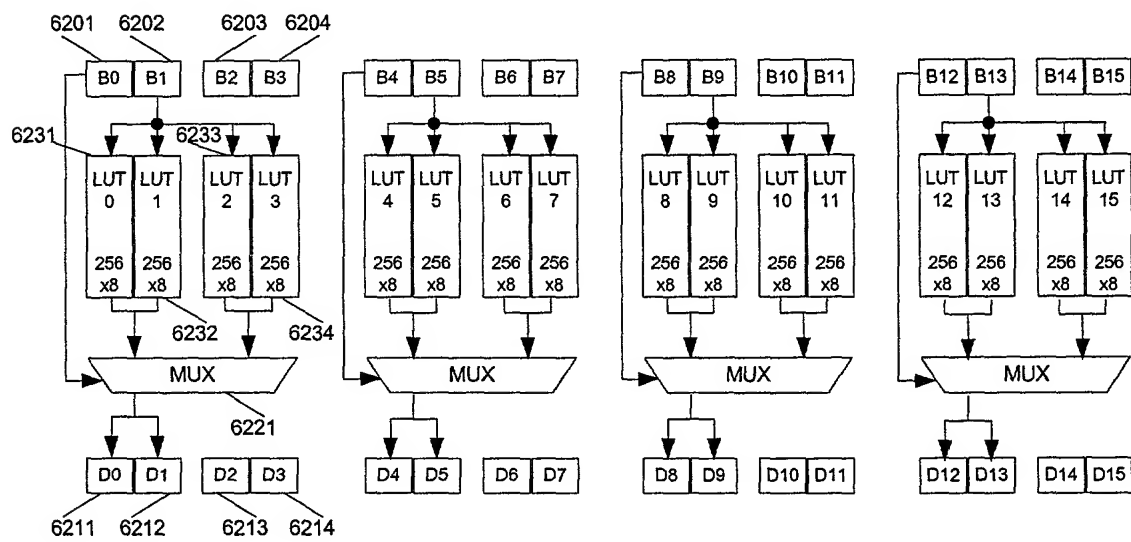 6201 6202 6203 6204
B0 B1 B2 B3 B4 B5 B6 B7 B8 B9 B10 B11 B12 B13 B14 B15
6231 6233
LUT LUT LUT LUT LUT LUT LUT LUT LUT LUT LUT LUT LUT LUT LUT LUT
0 1 2 3 4 5 6 7 8 9 10 11 12 13 14 15
256 256 256 256 256 256 256 256 256 256 256 256 256 256 256 256
x8 x8 x8 x8 x8 x8 x8 x8 x8 x8 x8 x8 x8 x8 x8 x8
6232 6234
MUX MUX MUX MUX
6221
D0 D1 D2 D3 D4 D5 D6 D7 D8 D9 D10 D11 D12 D13 D14 D15
6211 6212 6213 6214